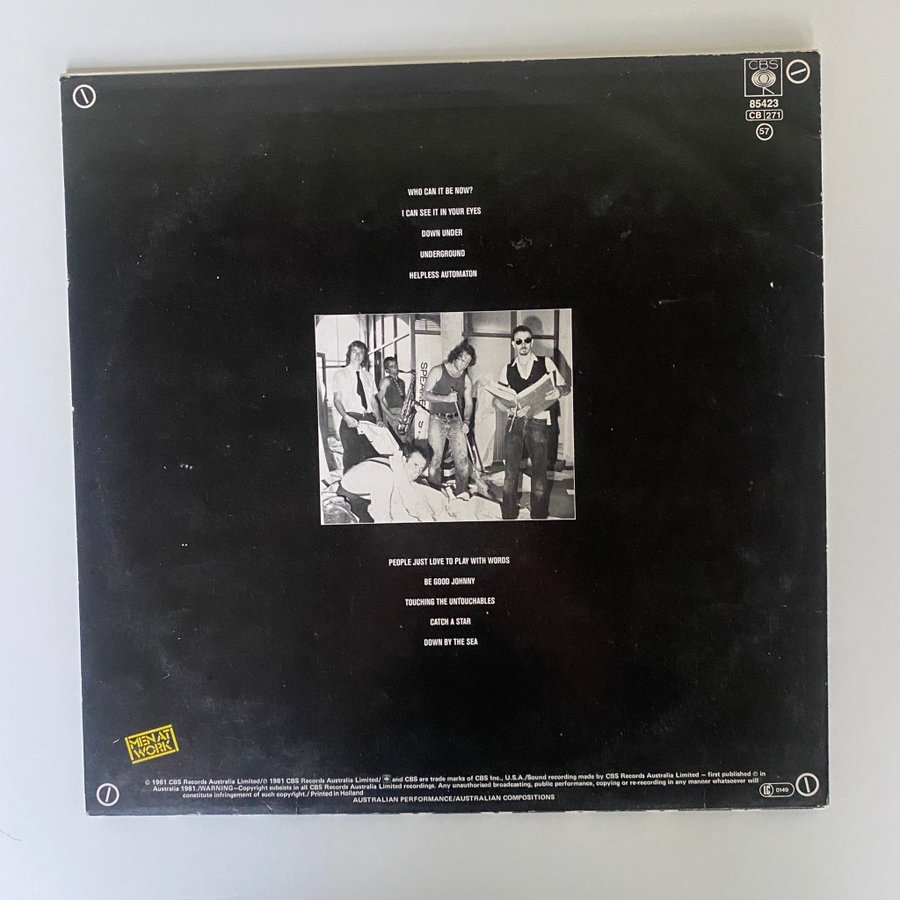 CBS
85423
CB 271
57
WHO CAN IT BE NOW?
I CAN SEE IT IN YOUR EYES
DOWN UNDER
UNDERGROUND
HELPLESS AUTOMATON
PEOPLE JUST LOVE TO PLAY WITH WORDS
BE GOOD JOHNNY
TOUCHING THE UNTOUCHABLES
CATCH A STAR
DOWN BY THE SEA
MEN AT
WORK
© 1981 CBS Records Australia Limited/℗ 1981 CBS Records Australia Limited/ and CBS are trade marks of CBS Inc., U.S.A./Sound recording made by CBS Records Australia Limited – first published ℗ in
Australia 1981./WARNING–Copyright subsists in all CBS Records Australia Limited recordings. Any unauthorised broadcasting, public performance, copying or re-recording in any manner whatsoever will
constitute infringement of such copyright./ Printed in Holland
AUSTRALIAN PERFORMANCE/AUSTRALIAN COMPOSITIONS
LC 0149